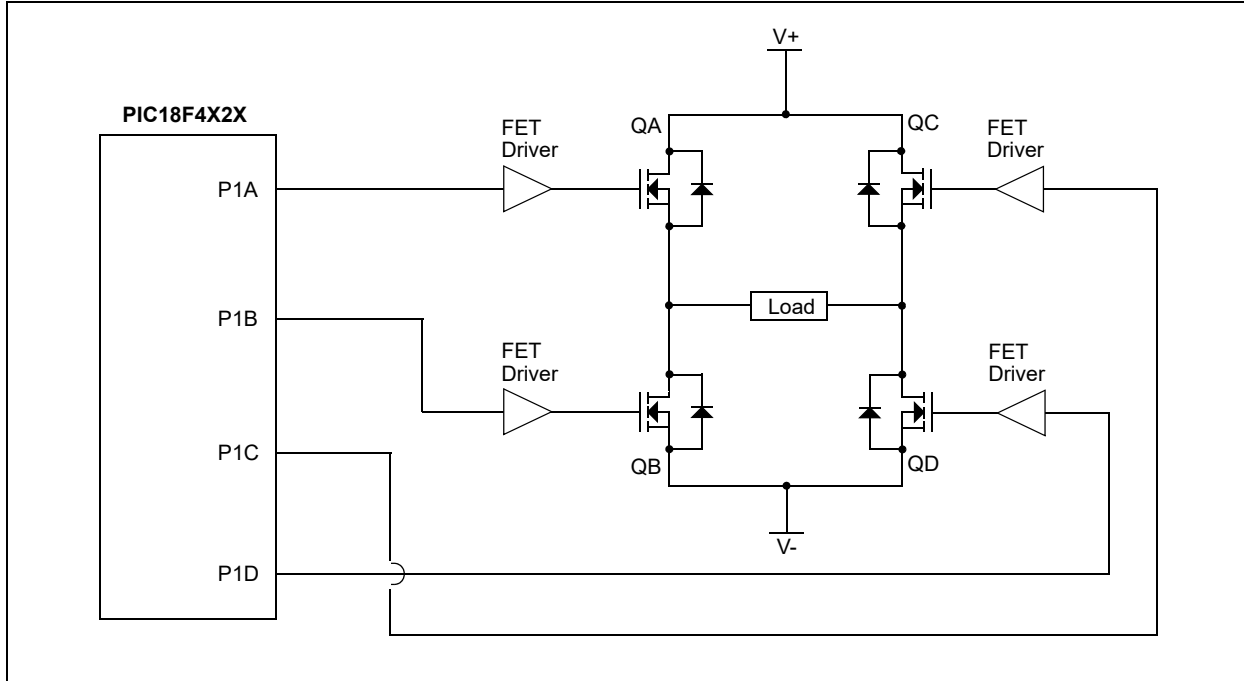 V+
PIC18F4X2X
FET
Driver
QA
QC
FET
Driver
P1A
Load
P1B
FET
Driver
FET
Driver
P1C
QB
QD
V-
P1D